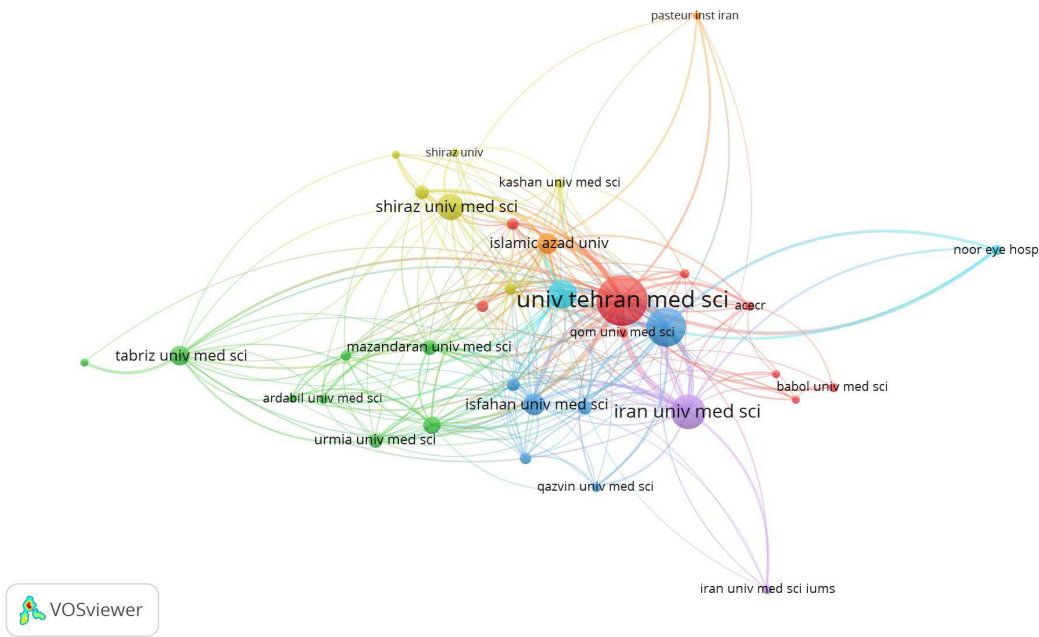 pasteur inst iran
shiraz univ
kashan univ med sci
shiraz univ med sci
islamic azad univ
noor eye hosp
univ tehran med sci
acecr
qom univ med sci
mazandaran univ med sci
tabriz univ med sci
babol univ med sci
ardabil univ med sci
isfahan univ med sci
iran univ med sci
urmia univ med sci
qazvin univ med sci
iran univ med sci iums
VOSviewer